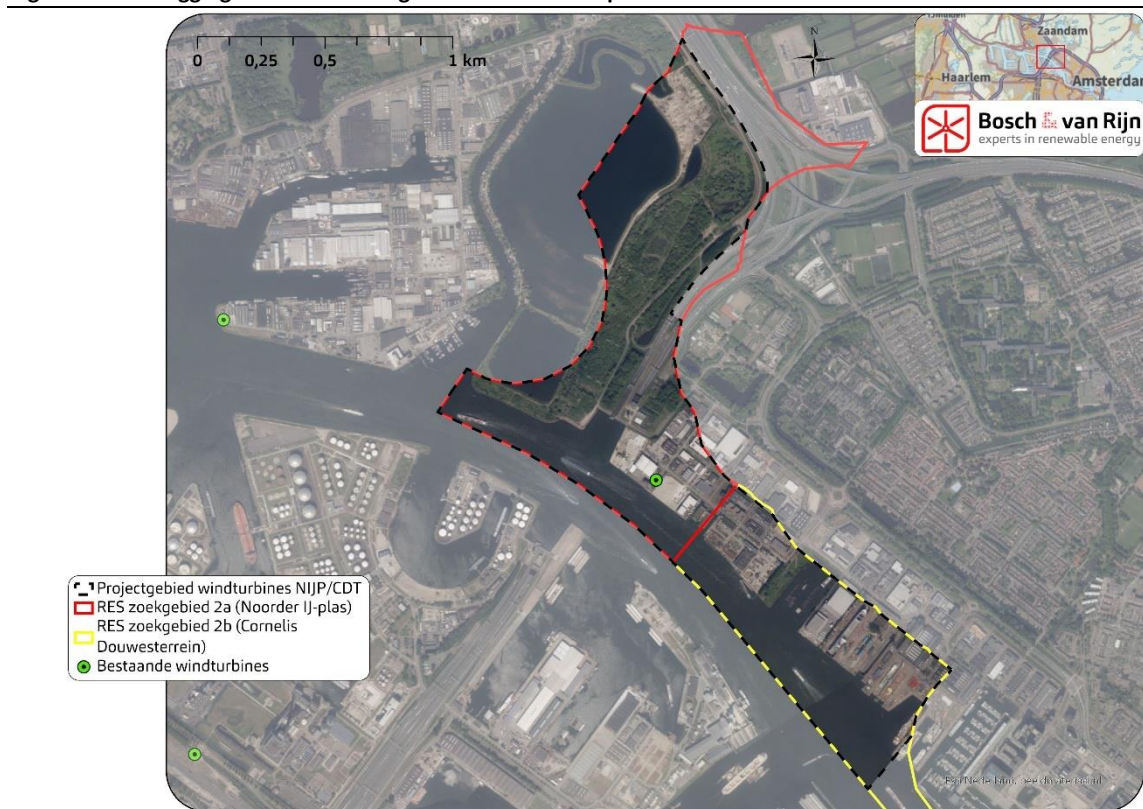 N
0 0,25 0,5 1 km
Zaandam
Haarlem
Amsterdam
Bosch & van Rijn
experts in renewable energy
Projectgebied windturbines NIJP/CDT
RES zoekgebied 2a (Noorder IJ-plas)
RES zoekgebied 2b (Cornelis
Douwesterrein)
Bestaande windturbines